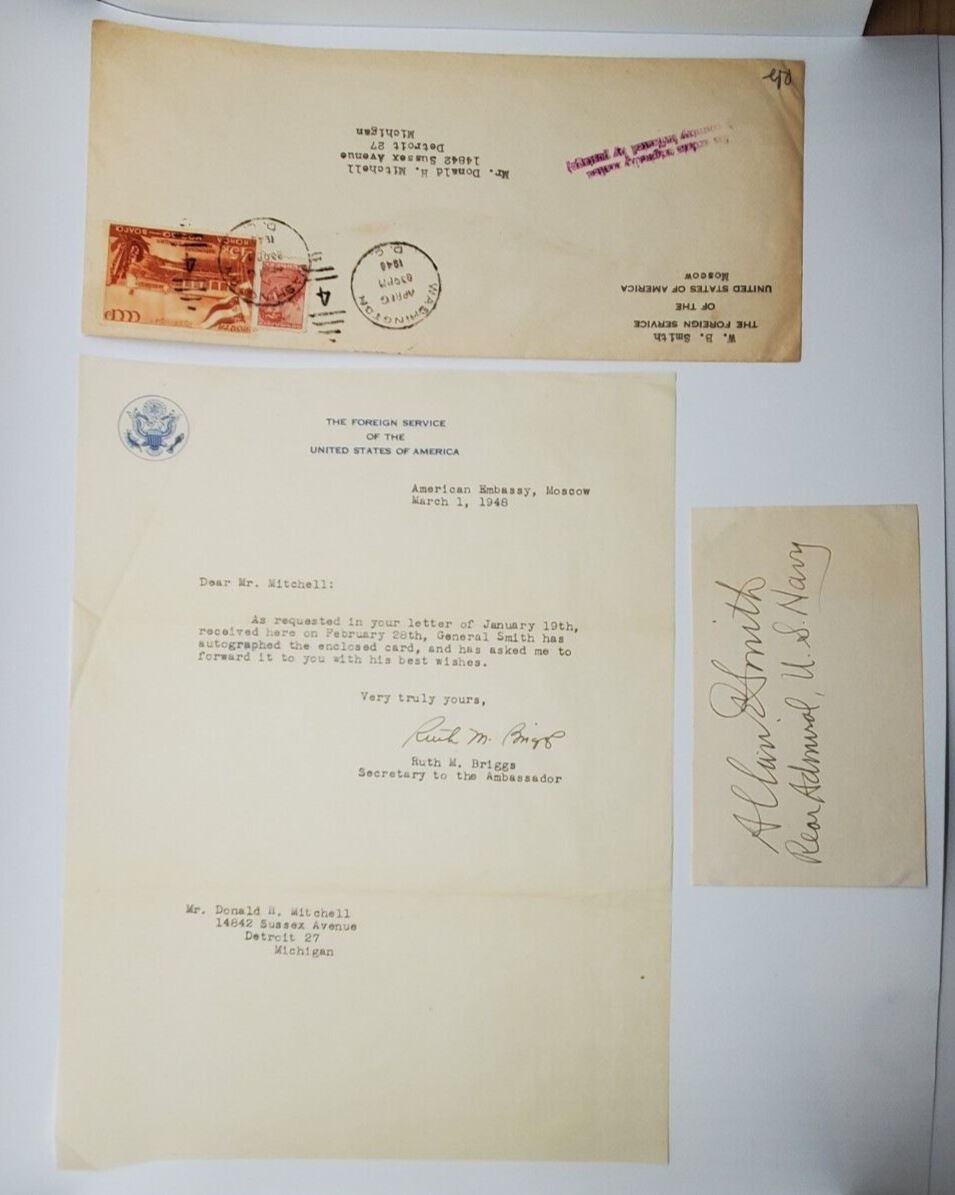 W. B. Smith
THE FOREIGN SERVICE
OF THE
UNITED STATES OF AMERICA
Moscow
WASHINGTON
APR 16
1948
D. C.
4
4
Mr. Donald H. Mitchell
14842 Sussex Avenue
Detroit 27
Michigan
THE FOREIGN SERVICE
OF THE
UNITED STATES OF AMERICA
American Embassy, Moscow
March 1, 1948
Dear Mr. Mitchell:
As requested in your letter of January 19th,
received here on February 28th, General Smith has
autographed the enclosed card, and has asked me to
forward it to you with his best wishes.
Very truly yours,
Ruth M. Briggs
Ruth M. Briggs
Secretary to the Ambassador
Mr. Donald H. Mitchell
14842 Sussex Avenue
Detroit 27
Michigan
Allan Smith
Rear Admiral, U.S. Navy